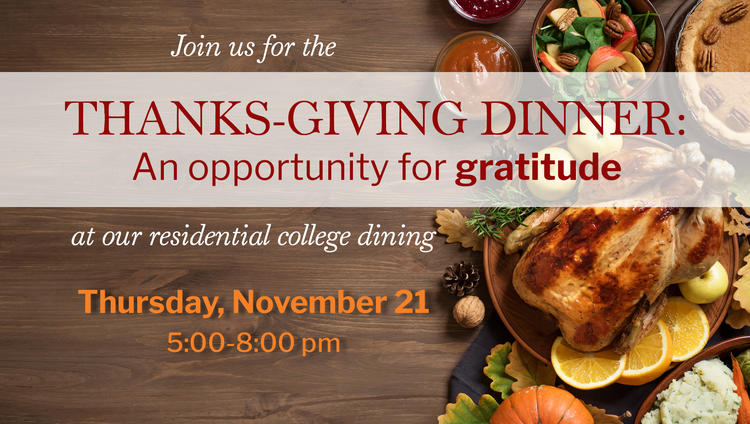 Join us for the
THANKS-GIVING DINNER:
An opportunity for gratitude
at our residential college dining
Thursday, November 21
5:00-8:00 pm